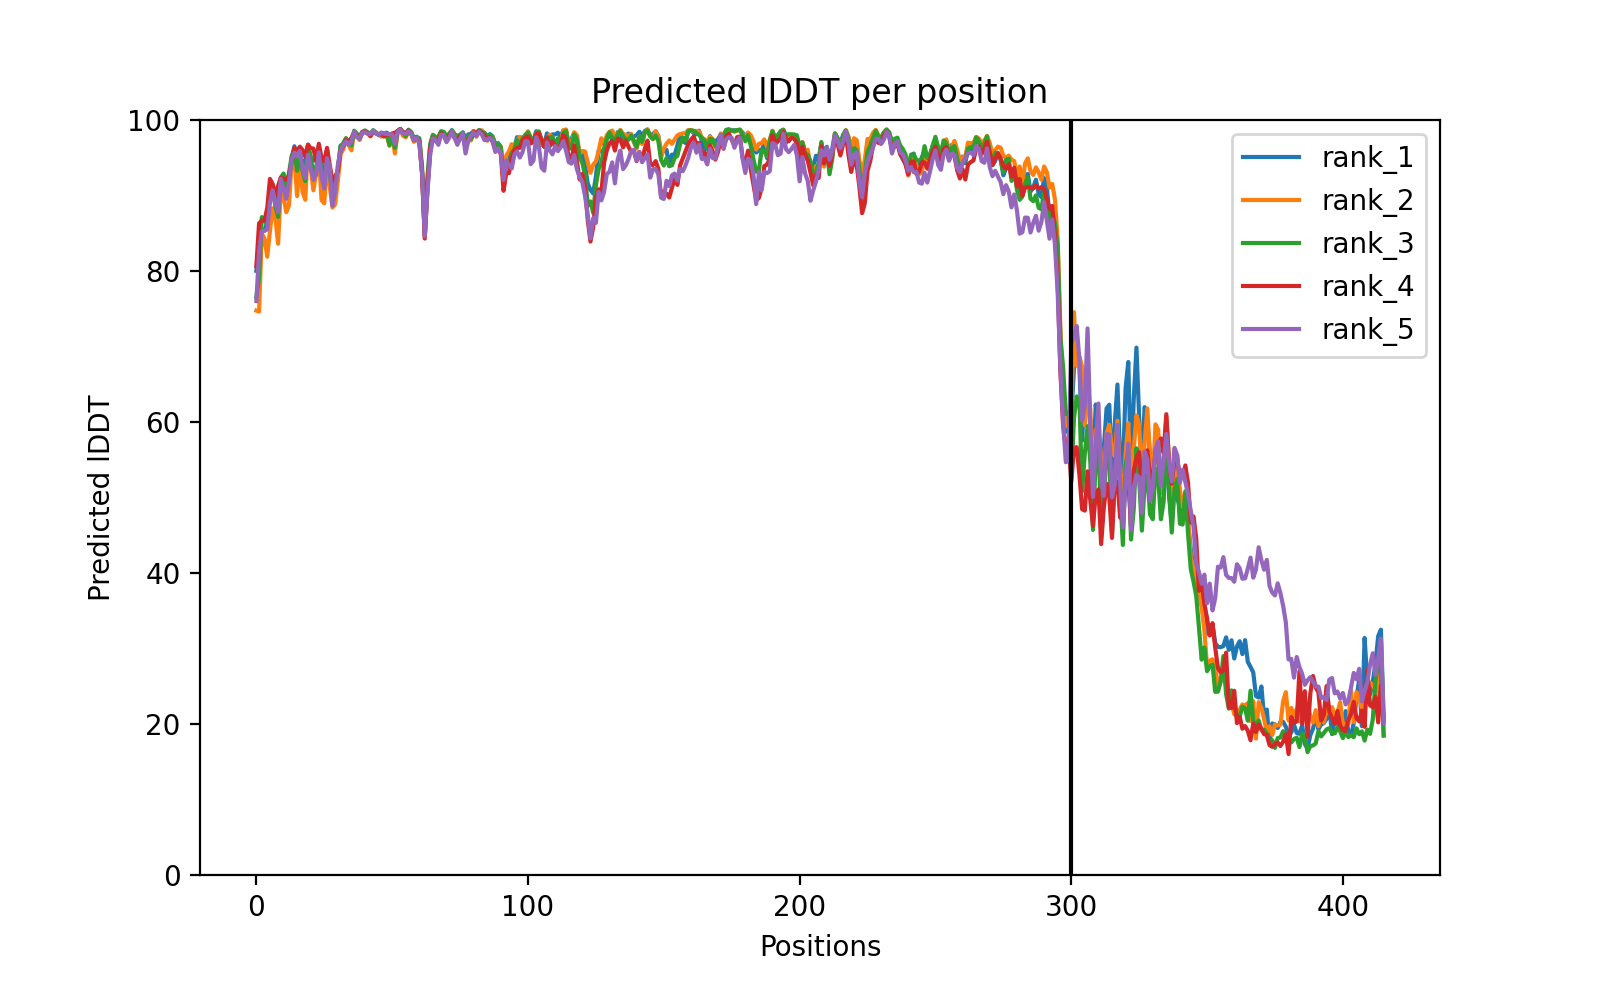 Predicted lDDT per position
100
80
60
40
20
0
Predicted lDDT
0 100 200 300 400
Positions
rank_1
rank_2
rank_3
rank_4
rank_5